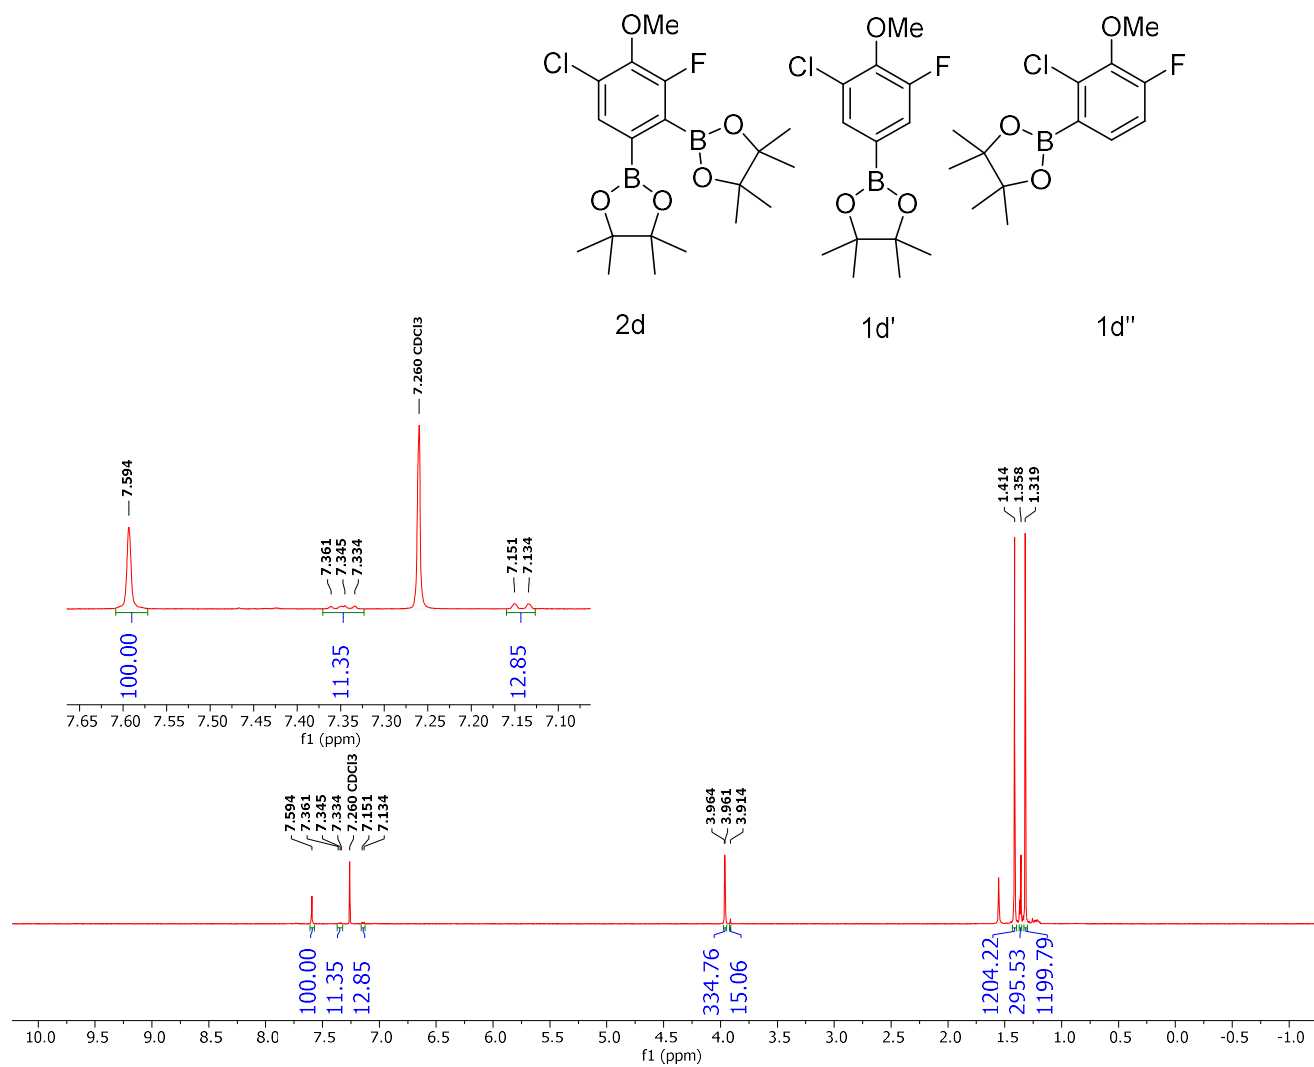 OMe
Cl
F
B
O
O
B
O
O
OMe
Cl
F
B
O
O
OMe
Cl
F
O
B
O
2d
1d'
1d"
7.594
7.361
7.345
7.334
7.260 CDCl3
7.151
7.134
100.00
11.35
12.85
7.65 7.60 7.55 7.50 7.45 7.40 7.35 7.30 7.25 7.20 7.15 7.10
f1 (ppm)
1.414
1.358
1.319
7.594
7.361
7.345
7.334
7.260 CDCl3
7.151
7.134
3.964
3.961
3.914
100.00
11.35
12.85
334.76
15.06
1204.22
295.53
1199.79
10.0 9.5 9.0 8.5 8.0 7.5 7.0 6.5 6.0 5.5 5.0 4.5 4.0 3.5 3.0 2.5 2.0 1.5 1.0 0.5 0.0 -0.5 -1.0
f1 (ppm)